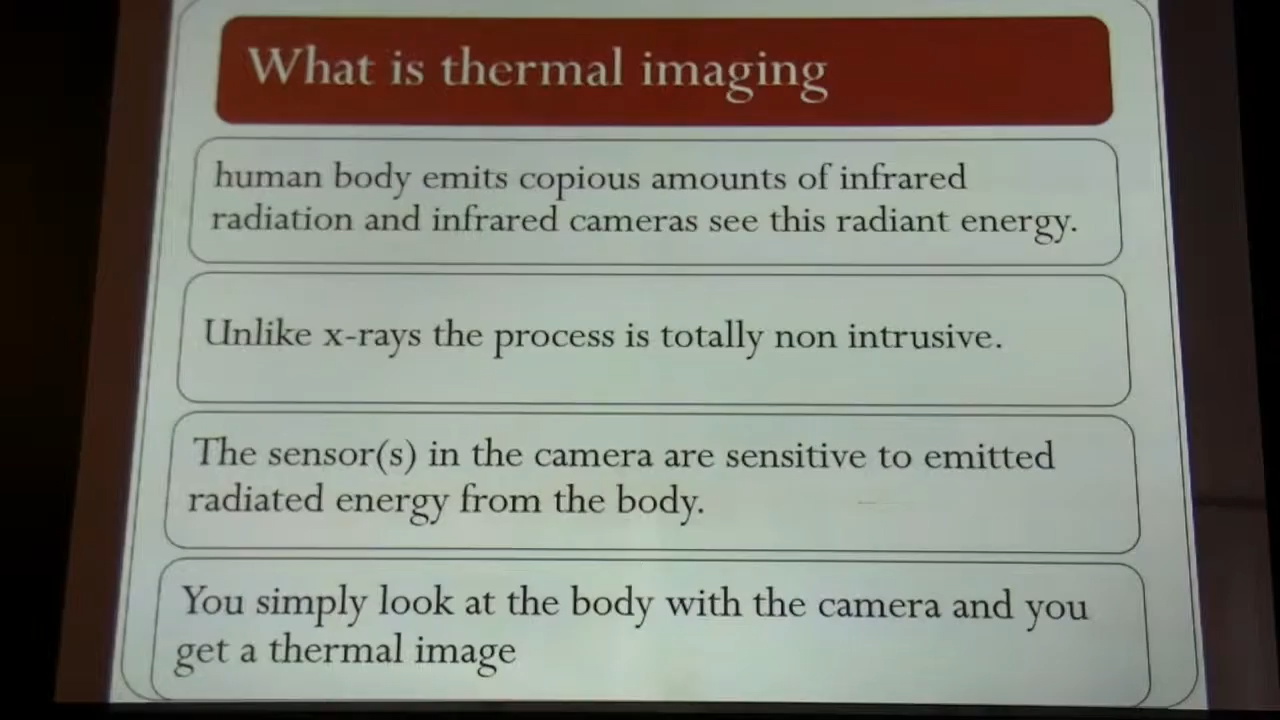 What is thermal imaging
human body emits copious amounts of infrared
radiation and infrared cameras see this radiant energy.
Unlike x-rays the process is totally non intrusive.
The sensor(s) in the camera are sensitive to emitted
radiated energy from the body.
You simply look at the body with the camera and you
get a thermal image